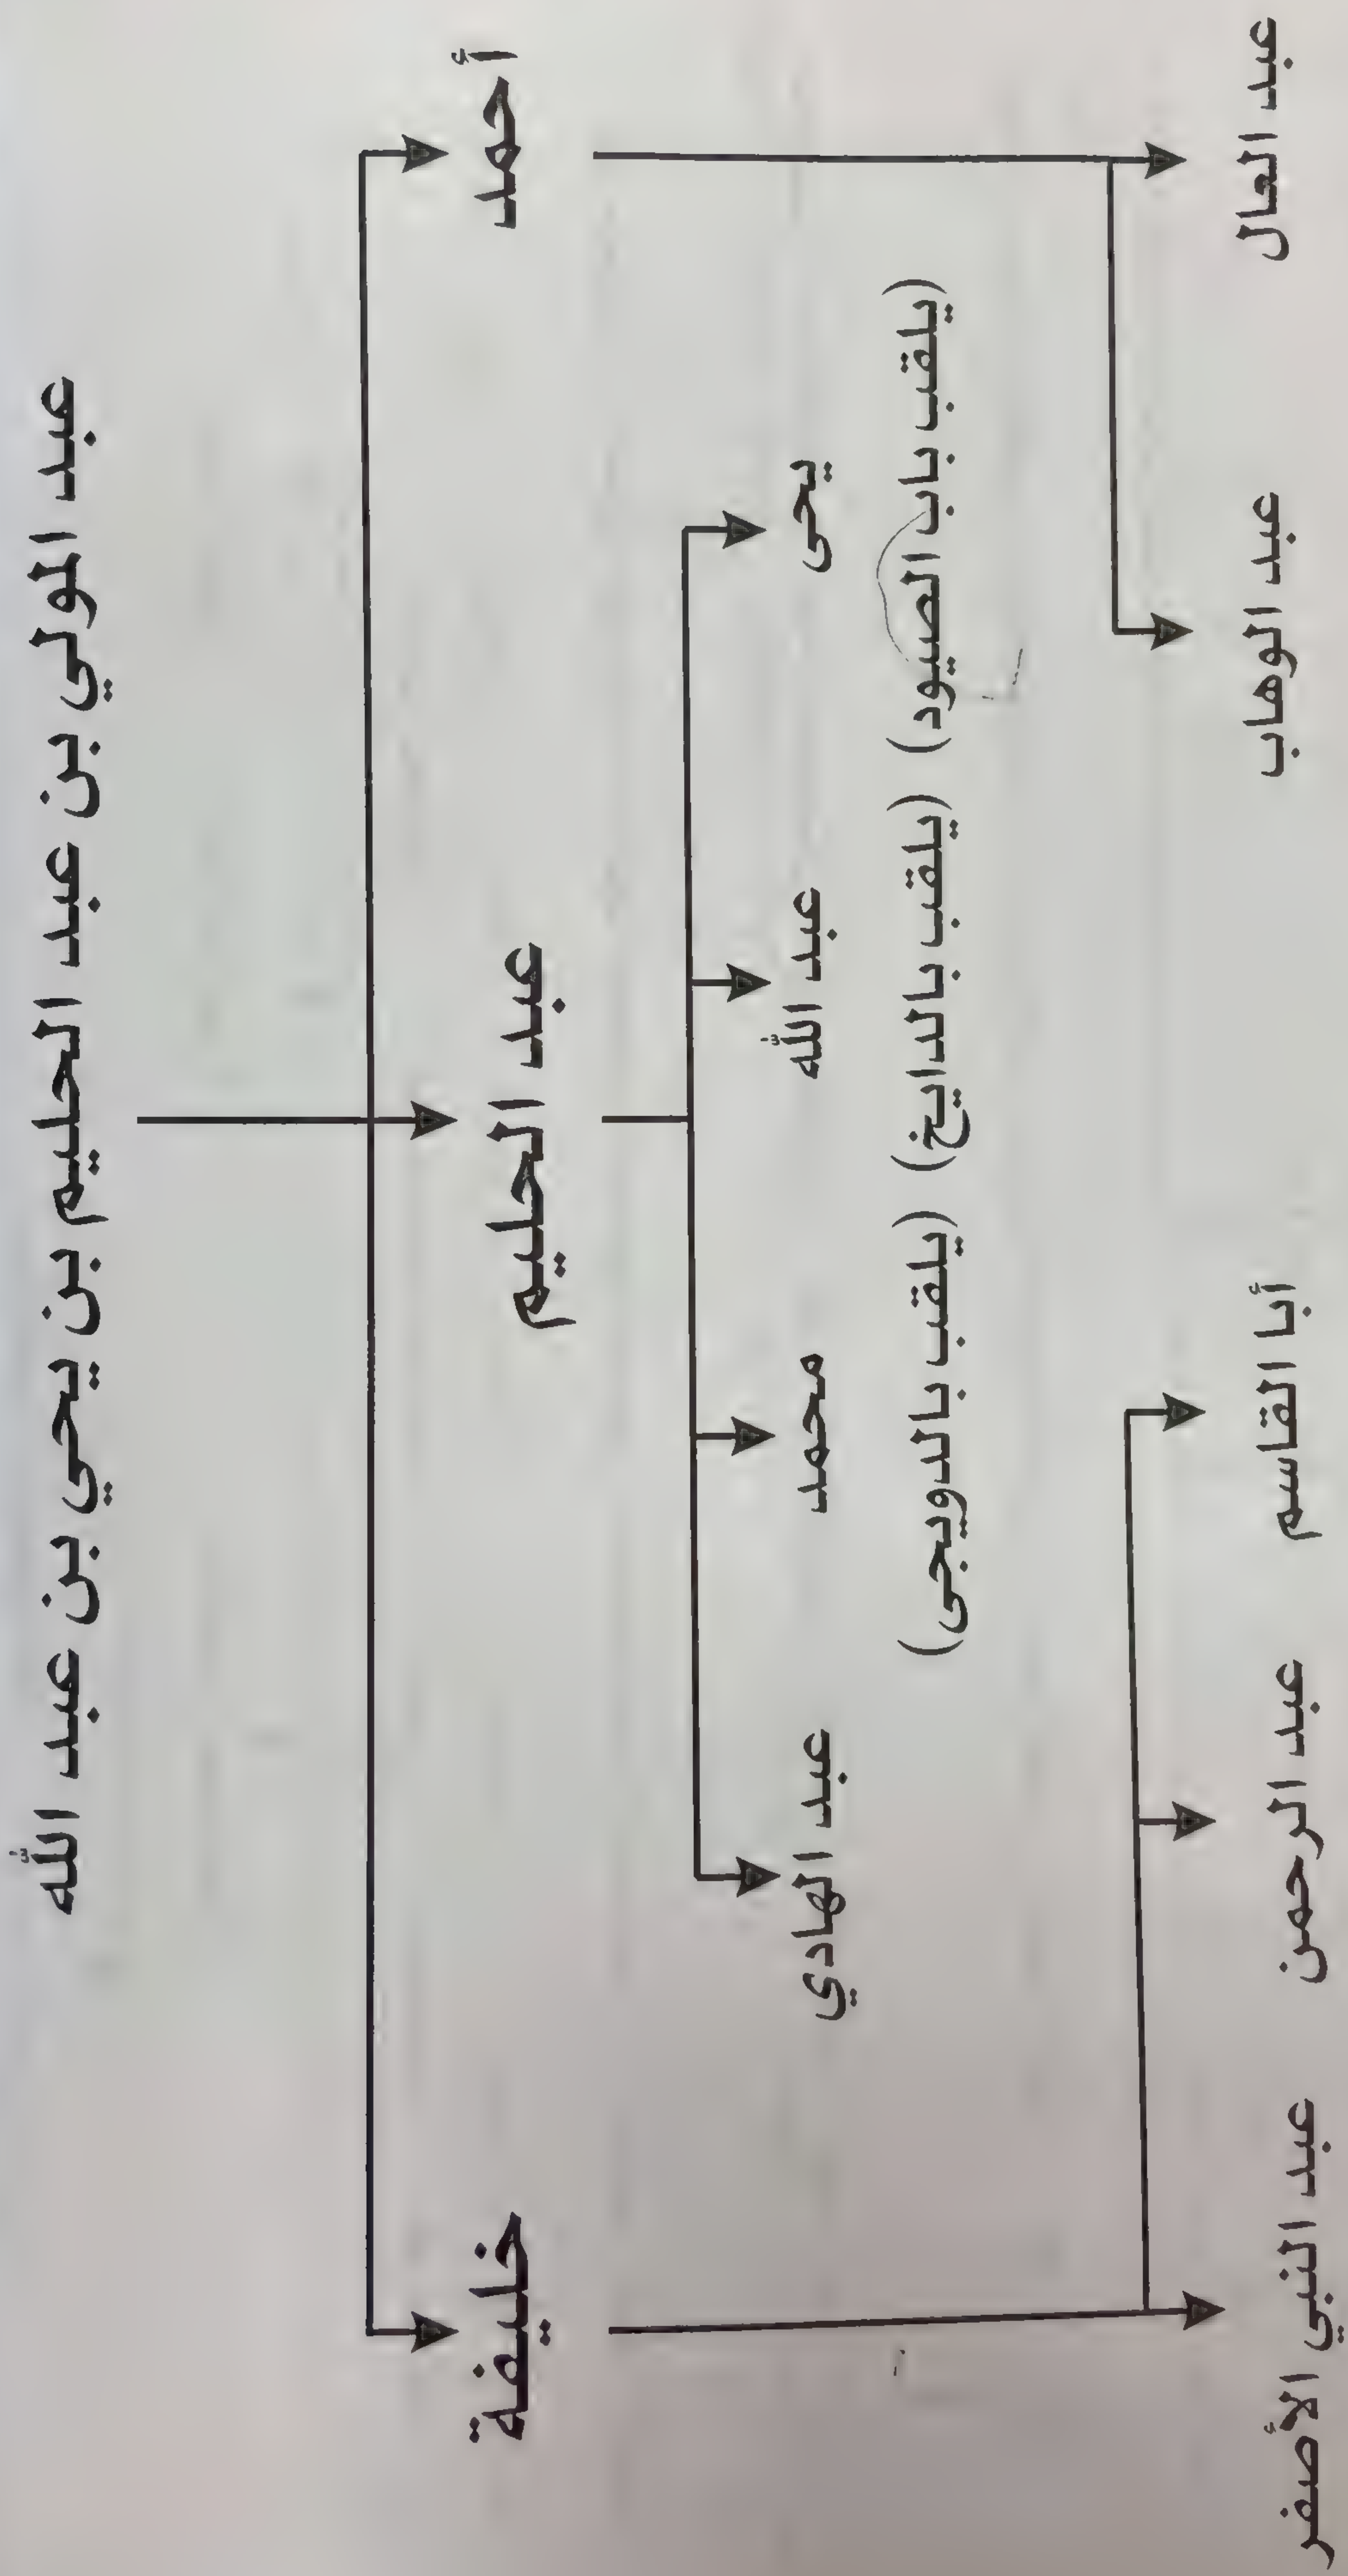 عبد المولي بن عبد الحليم بن يحي بن عبد الله
أحمد عبد الحليم خليفة
يحى عبد الله محمد عبد الهادي
(يلقب باب الصيود) (يلقب بالدايخ) (يلقب بالدويجى)
عبد العال عبد الوهاب أبا القاسم عبد الرحمن عبد النبي الأصفر